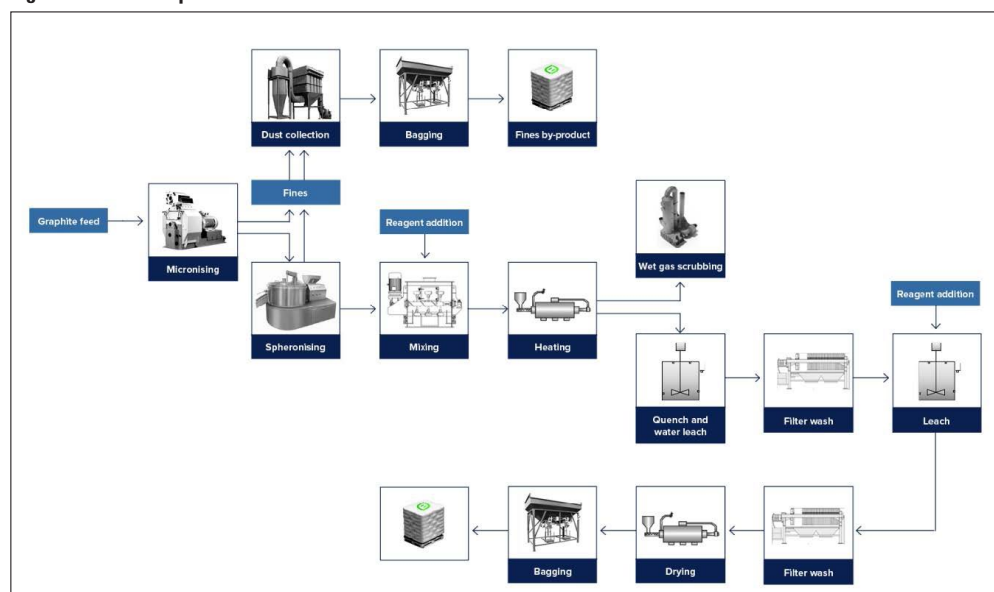 Dust collection
Bagging
Fines by-product
Fines
Graphite feed
Reagent addition
Micronising
Wet gas scrubbing
Reagent addition
Spheronising
Mixing
Heating
Quench and
water leach
Filter wash
Leach
Bagging
Drying
Filter wash